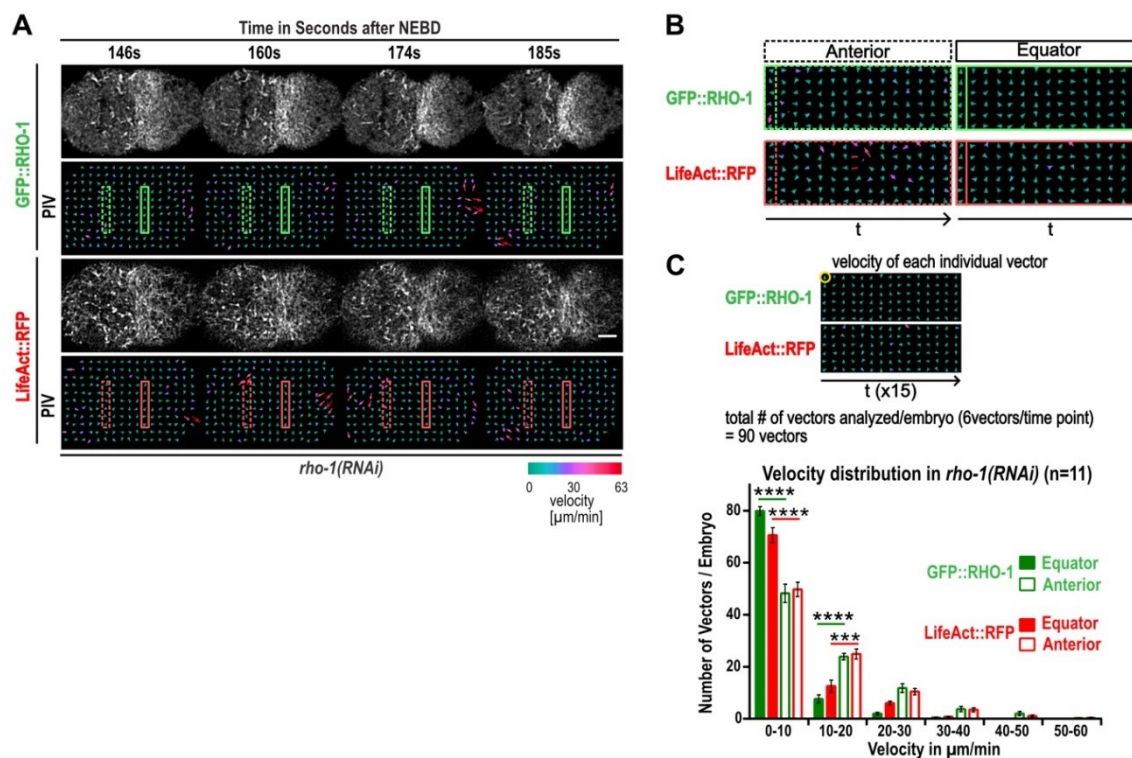 A
Time in Seconds after NEBD
146s 160s 174s 185s
GFP::RHO-1
PIV
LifeAct::RFP
PIV
rho-1(RNAi)
0 30 63
velocity
[µm/min]
B
Anterior Equator
GFP::RHO-1
LifeAct::RFP
t t
C
velocity of each individual vector
GFP::RHO-1
LifeAct::RFP
t (x15)
total # of vectors analyzed/embryo (6vectors/time point)
= 90 vectors
Velocity distribution in rho-1(RNAi) (n=11)
Number of Vectors / Embryo
80
60
40
20
0
****
****
****
***
GFP::RHO-1 Equator
Anterior
LifeAct::RFP Equator
Anterior
0-10 10-20 20-30 30-40 40-50 50-60
Velocity in µm/min